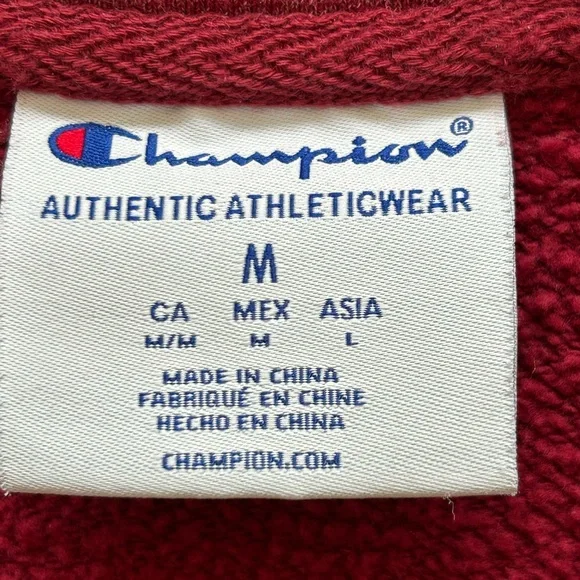 Champion®
AUTHENTIC ATHLETICWEAR
M
CA MEX ASIA
M/M M L
MADE IN CHINA
FABRIQUÉ EN CHINE
HECHO EN CHINA
CHAMPION.COM